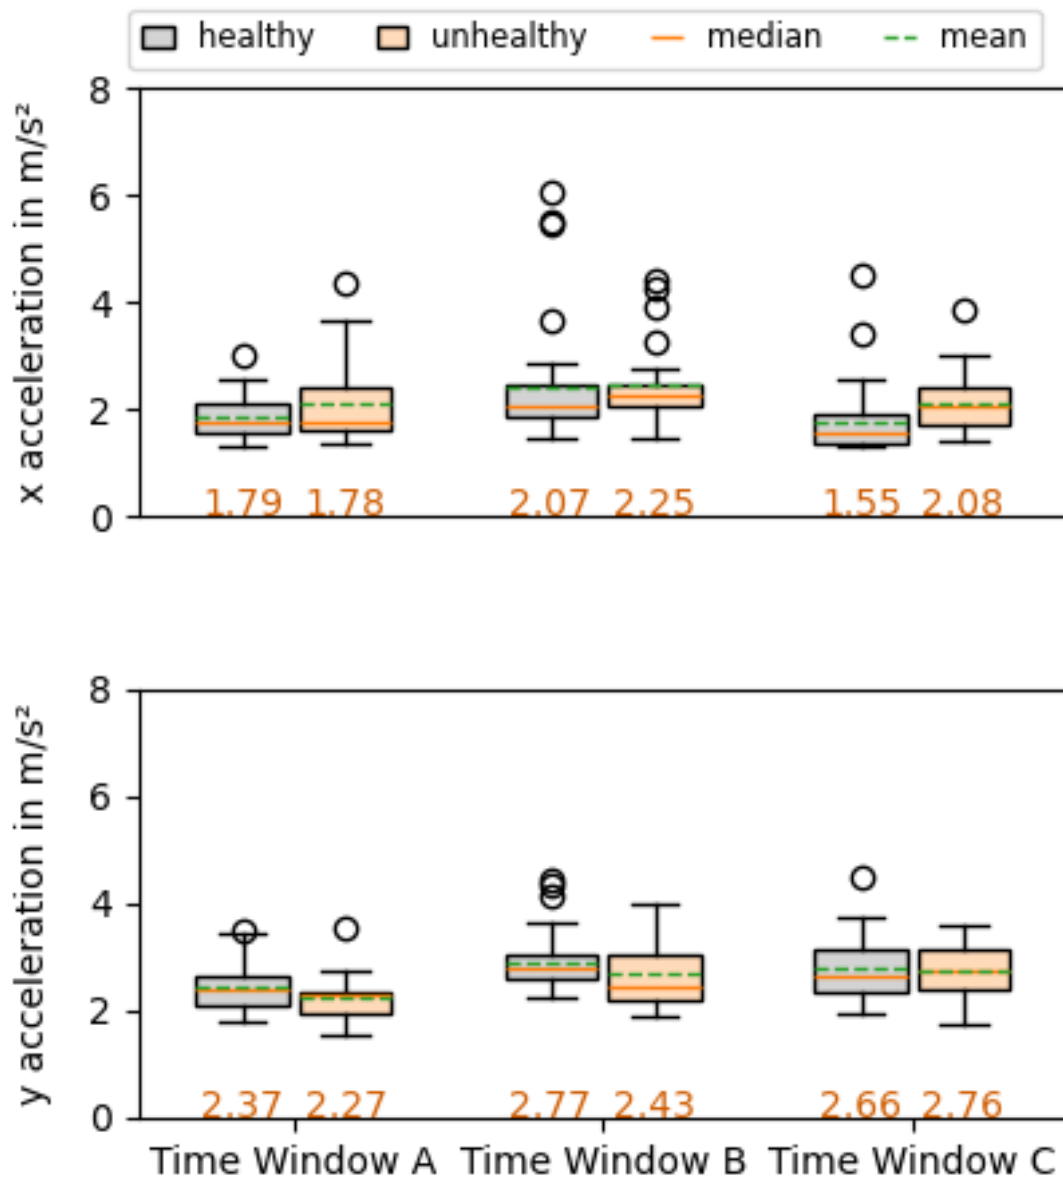 healthy unhealthy median mean
x acceleration in m/s²
8
6
4
2
0
1.79 1.78 2.07 2.25 1.55 2.08
y acceleration in m/s²
8
6
4
2
0
2.37 2.27 2.77 2.43 2.66 2.76
Time Window A Time Window B Time Window C